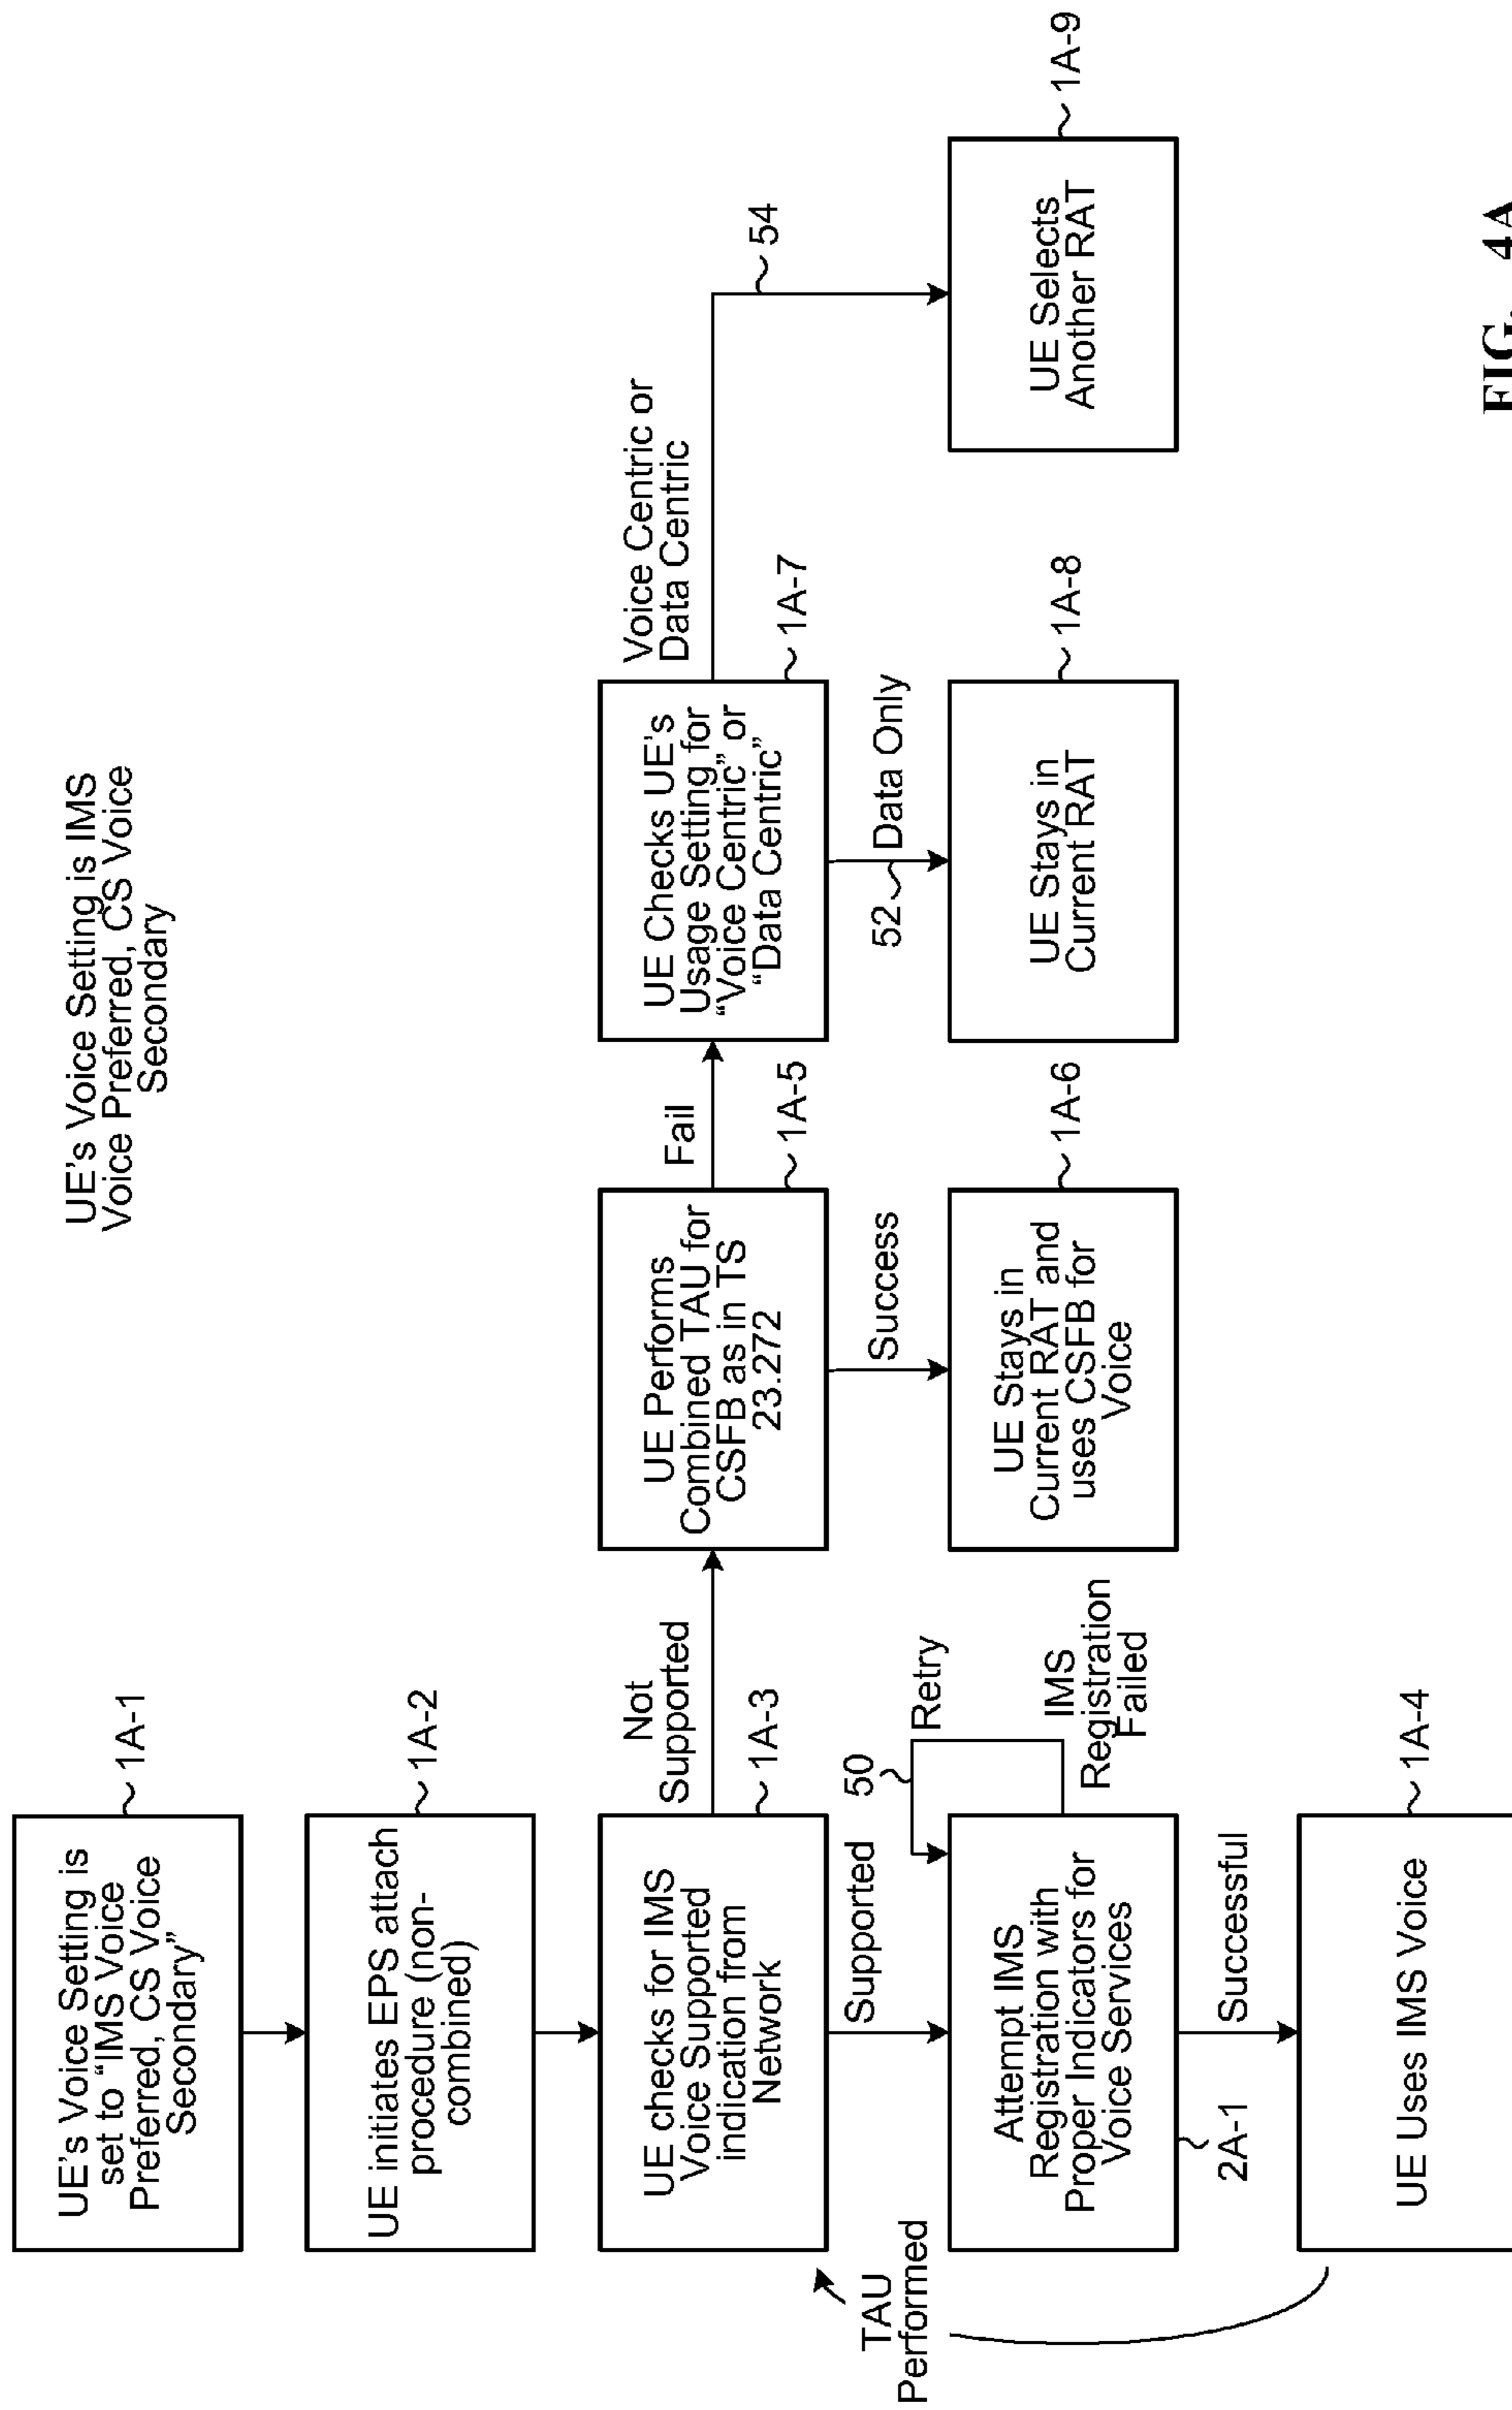 UE's Voice Setting is IMS
Voice Preferred, CS Voice
Secondary
UE's Voice Setting is
set to “IMS Voice
Preferred, CS Voice
Secondary”
1A-1
UE initiates EPS attach
procedure (non-
combined)
1A-2
UE checks for IMS
Voice Supported
indication from
Network
1A-3
Not
Supported
UE Performs
Combined TAU for
CSFB as in TS
23.272
1A-5
Fail
UE Checks UE's
Usage Setting for
“Voice Centric” or
“Data Centric”
1A-7
Voice Centric or
Data Centric
54
Supported
Success
52
Data Only
TAU
Performed
Attempt IMS
Registration with
Proper Indicators for
Voice Services
2A-1
50
Retry
IMS
Registration
Failed
UE Stays in
Current RAT and
uses CSFB for
Voice
1A-6
UE Stays in
Current RAT
1A-8
UE Selects
Another RAT
1A-9
Successful
UE Uses IMS Voice
1A-4
FIG. 4A